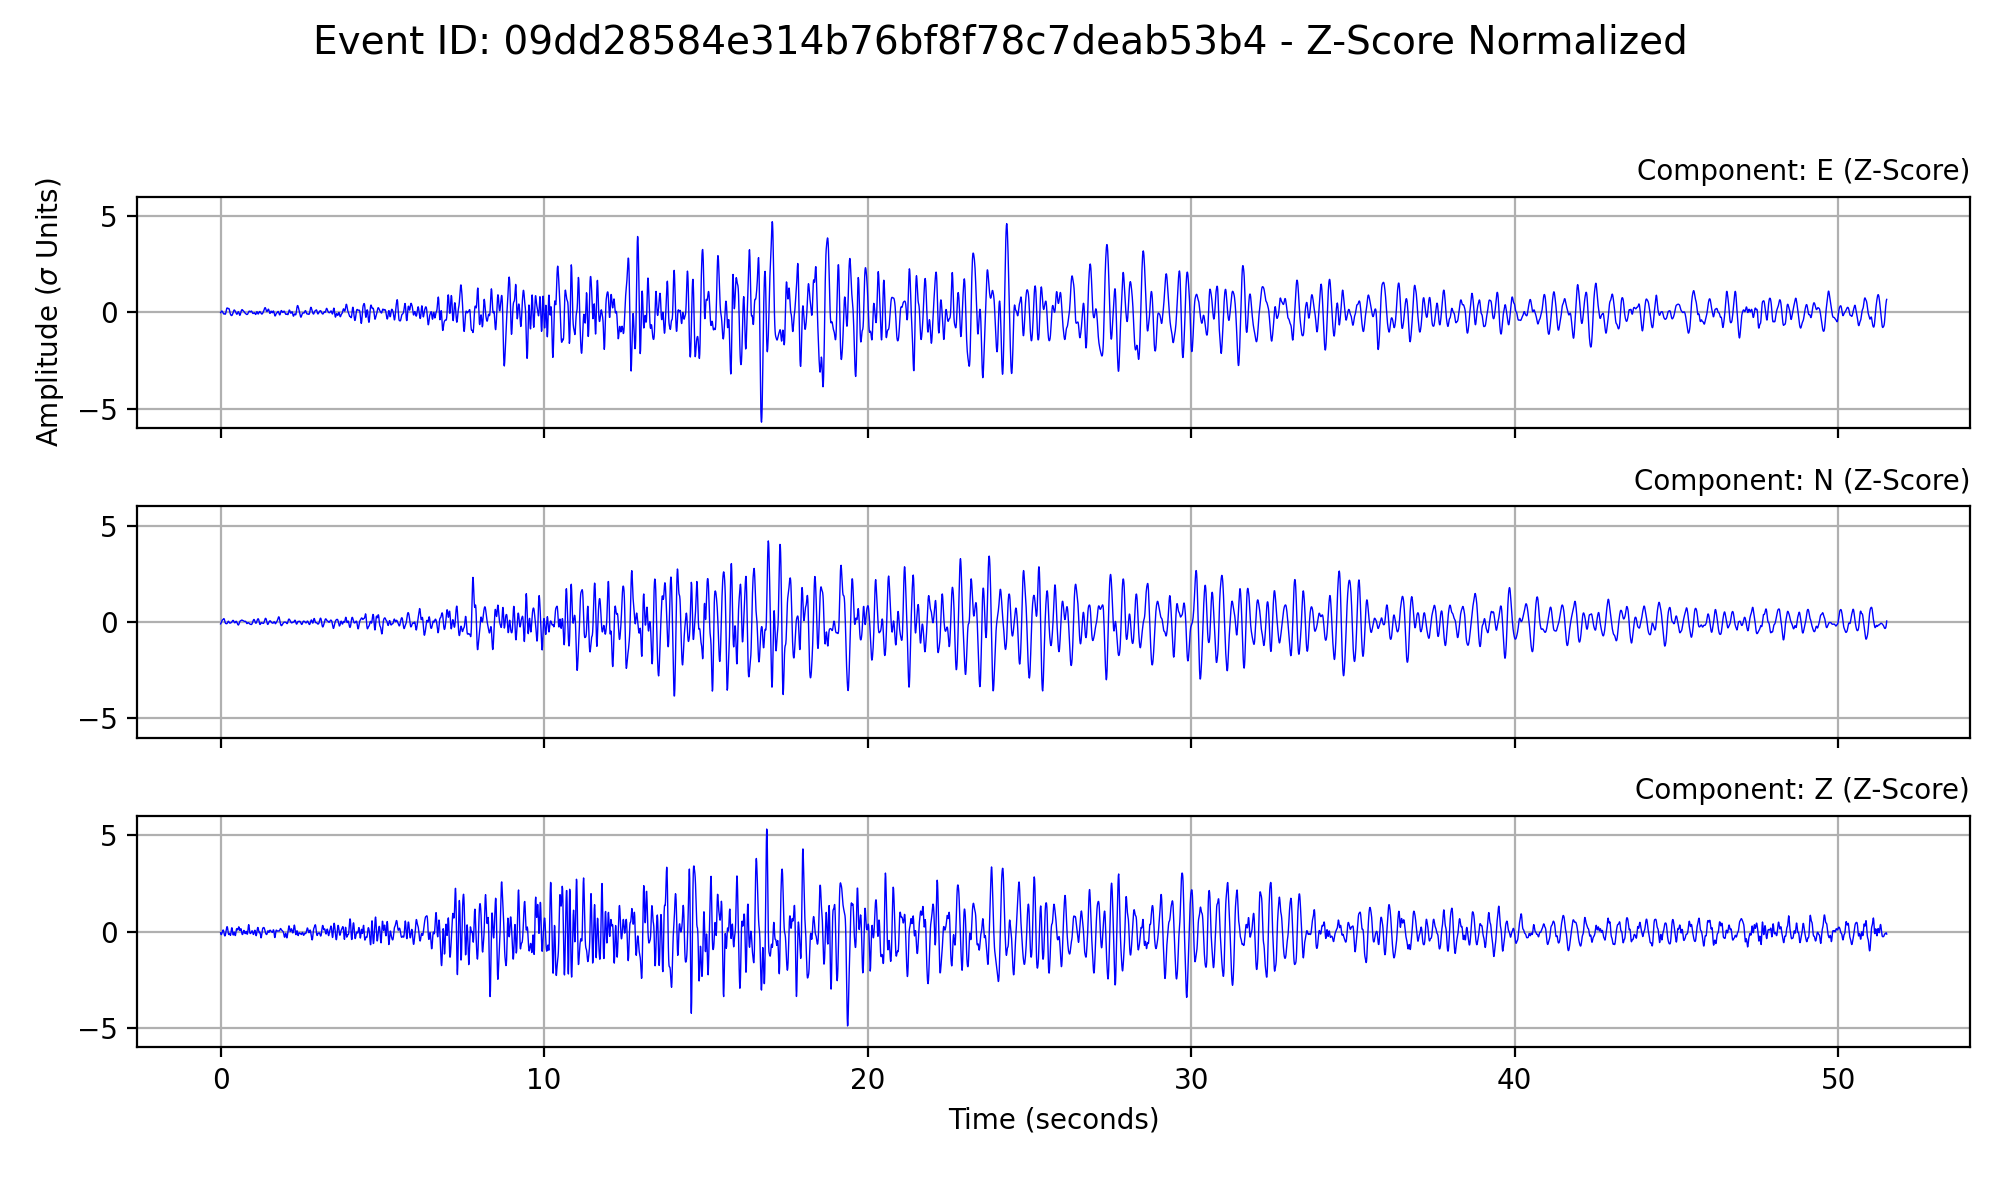 Event ID: 09dd28584e314b76bf8f78c7deab53b4 - Z-Score Normalized
Component: E (Z-Score)
Amplitude (σ Units)
5
0
−5
Component: N (Z-Score)
5
0
−5
Component: Z (Z-Score)
5
0
−5
0 10 20 30 40 50
Time (seconds)